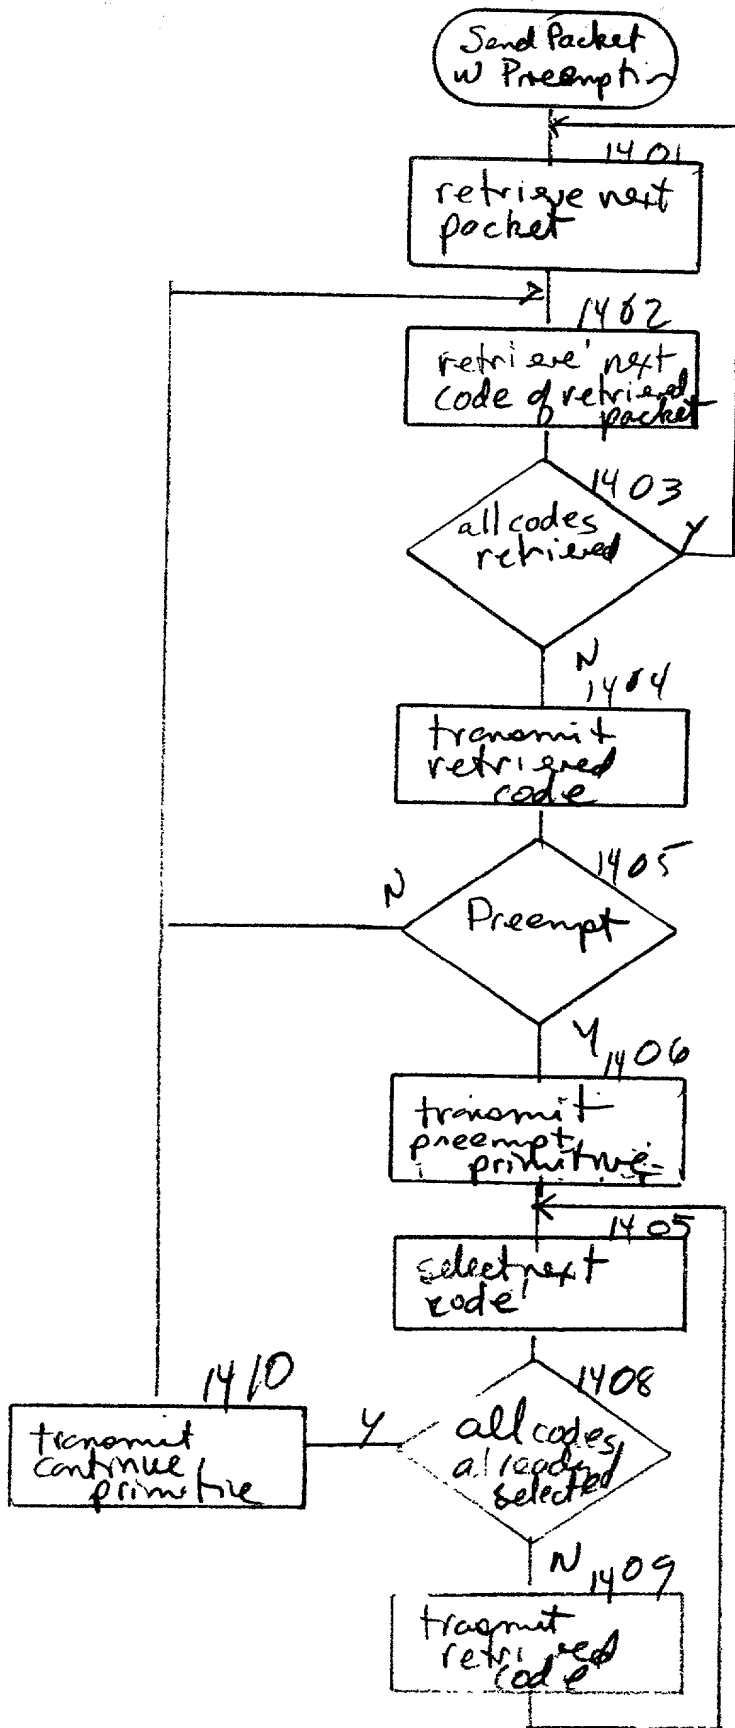 Send Packet
w Preemption
1401
retrieve next
packet
1402
retrieve next
code of retrieved
packet
1403
all codes
retrieved
Y
N
1404
transmit
retrieved
code
1405
Preempt
N
Y
1406
transmit
preempt
primitive
1405
select next
code
1408
all codes
already
selected
Y
1410
transmit
continue
primitive
N
1409
trasmit
retrieved
code